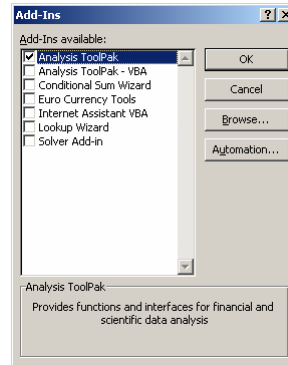 Add-Ins
Add-Ins available:
Analysis ToolPak
Analysis ToolPak - VBA
Conditional Sum Wizard
Euro Currency Tools
Internet Assistant VBA
Lookup Wizard
Solver Add-in
OK
Cancel
Browse...
Automation...
Analysis ToolPak
Provides functions and interfaces for financial and
scientific data analysis